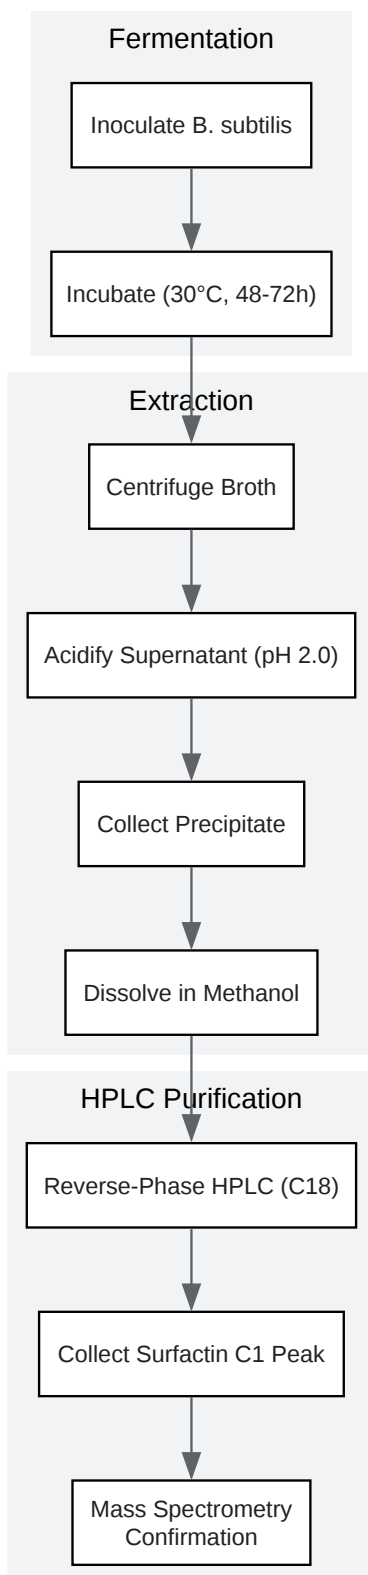 Fermentation
Inoculate B. subtilis
Incubate (30°C, 48-72h)
Extraction
Centrifuge Broth
Acidify Supernatant (pH 2.0)
Collect Precipitate
Dissolve in Methanol
HPLC Purification
Reverse-Phase HPLC (C18)
Collect Surfactin C1 Peak
Mass Spectrometry
Confirmation